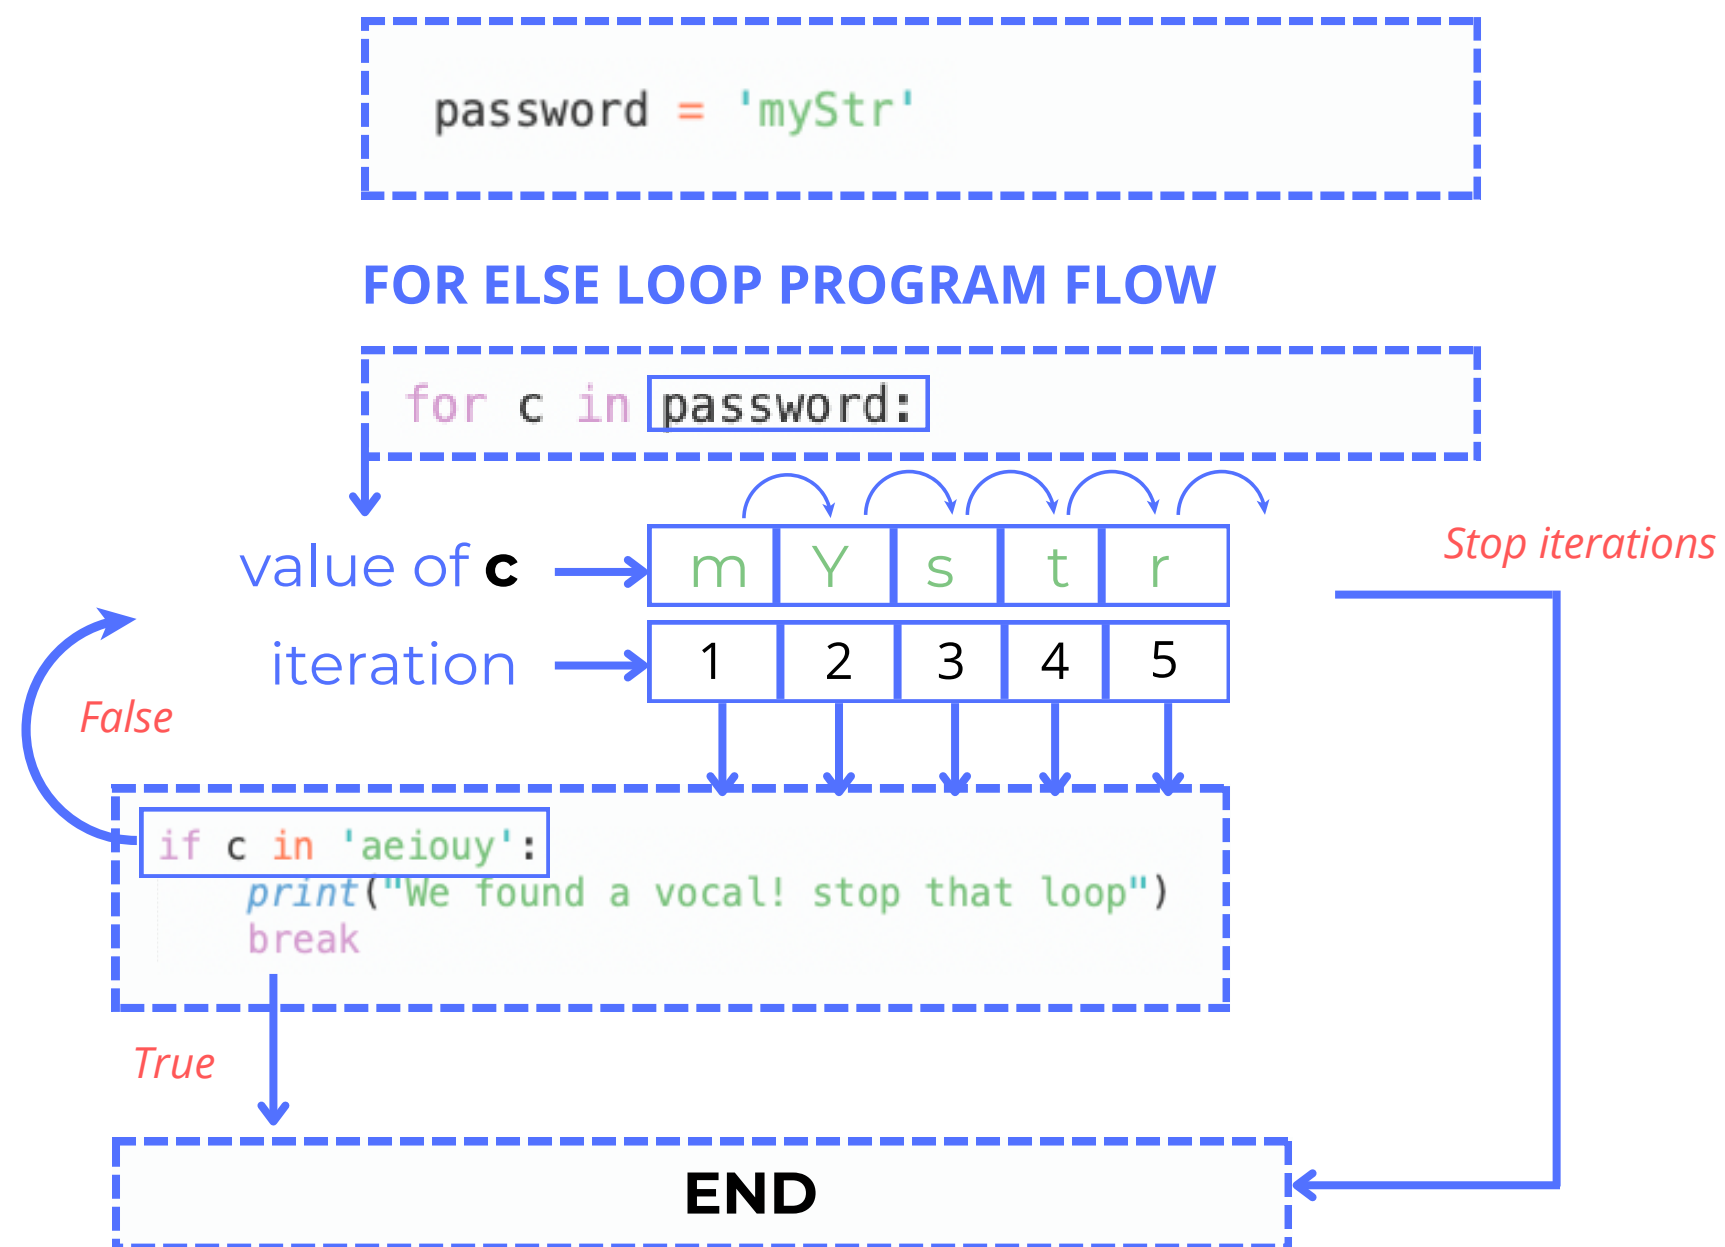 password = 'myStr'
FOR ELSE LOOP PROGRAM FLOW
for c in password:
value of c
m Y s t r
Stop iterations
iteration
1 2 3 4 5
False
if c in 'aeiouy':
print("We found a vocal! stop that loop")
break
True
END